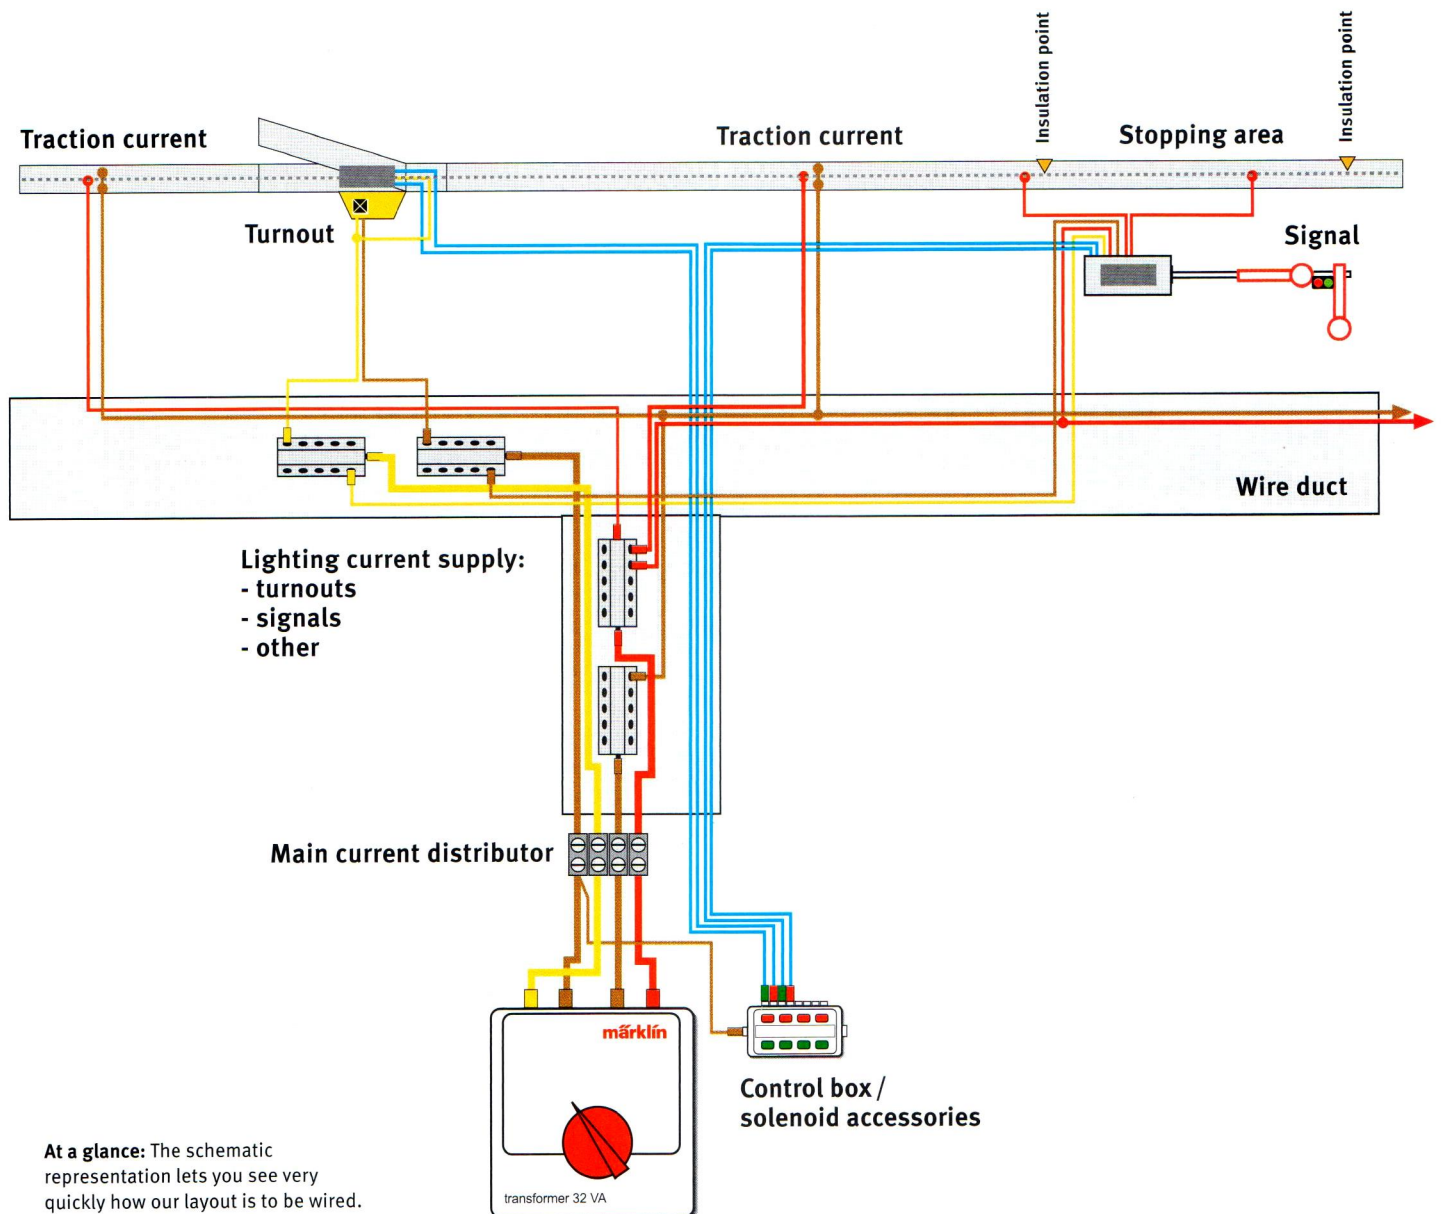 Insulation point
Insulation point
Traction current
Traction current
Stopping area
Turnout
Signal
Wire duct
Lighting current supply:
- turnouts
- signals
- other
Main current distributor
märklin
Control box /
solenoid accessories
transformer 32 VA
At a glance: The schematic
representation lets you see very
quickly how our layout is to be wired.